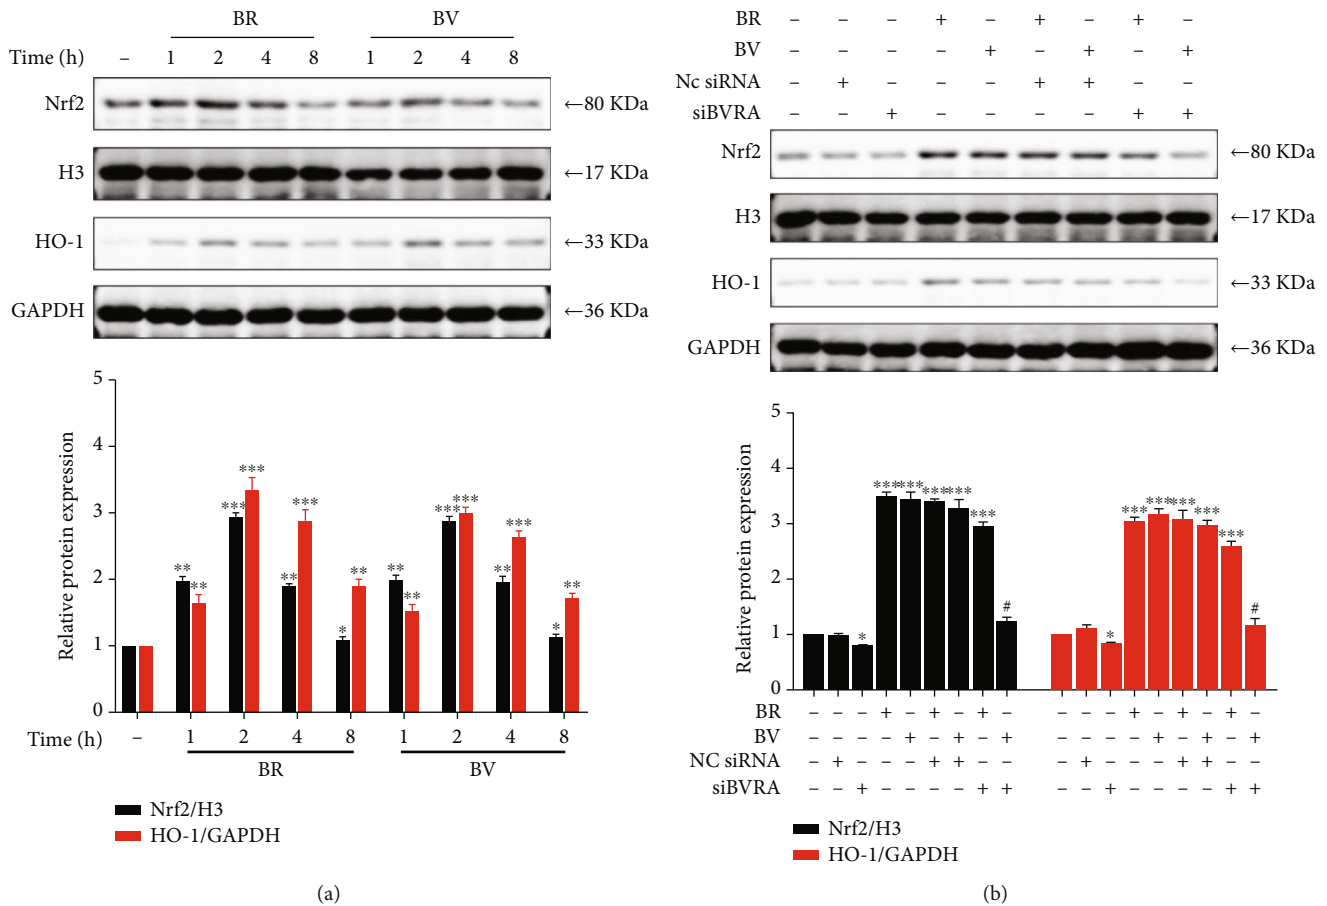 BR BV
Time (h) – 1 2 4 8 1 2 4 8
Nrf2 ←80 KDa
H3 ←17 KDa
HO-1 ←33 KDa
GAPDH ←36 KDa
5
4
3
2
1
0
Relative protein expression
** ** *** *** ** *** * ** ** ** *** *** ** *** * **
Time (h) – 1 2 4 8 1 2 4 8
BR BV
Nrf2/H3
HO-1/GAPDH
(a)
BR – – – + – + – + –
BV – – – – + – + – +
Nc siRNA – + – – – + + – –
siBVRA – – + – – – – + +
Nrf2 ←80 KDa
H3 ←17 KDa
HO-1 ←33 KDa
GAPDH ←36 KDa
5
4
3
2
1
0
Relative protein expression
* *** *** *** *** *** # * *** *** *** *** *** #
BR – – – + – + – + – – – – + – + – + –
BV – – – – + – + – + – – – – + – + – +
NC siRNA – + – – – + + – – – + – – – + + – –
siBVRA – – + – – – – + + – – + – – – – + +
Nrf2/H3
HO-1/GAPDH
(b)